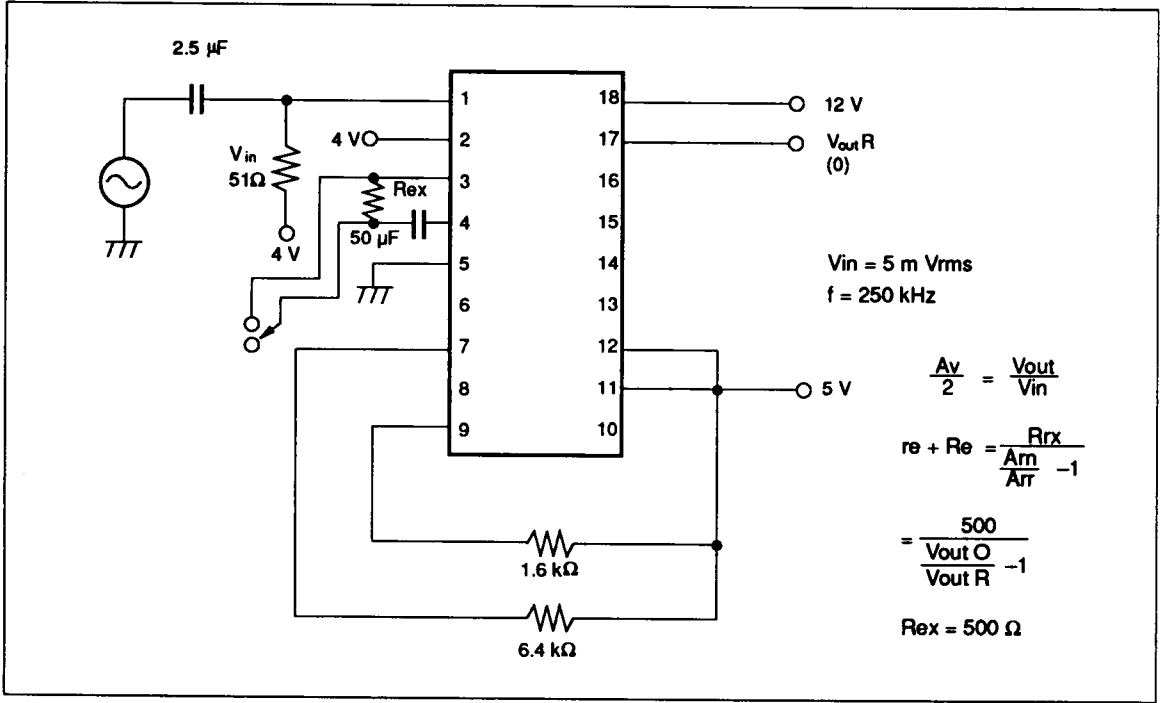 2.5 µF
1
18
12 V
4 V
2
17
Vout R
(0)
Vin
51Ω
3
Rex
16
4
15
50 µF
4 V
5
14
Vin = 5 m Vrms
6
13
f = 250 kHz
7
12
Av
2
=
Vout
Vin
8
11
5 V
9
10
re + Re =
Rrx
Arn
Arr
−1
1.6 kΩ
=
500
Vout O
Vout R
−1
6.4 kΩ
Rex = 500 Ω